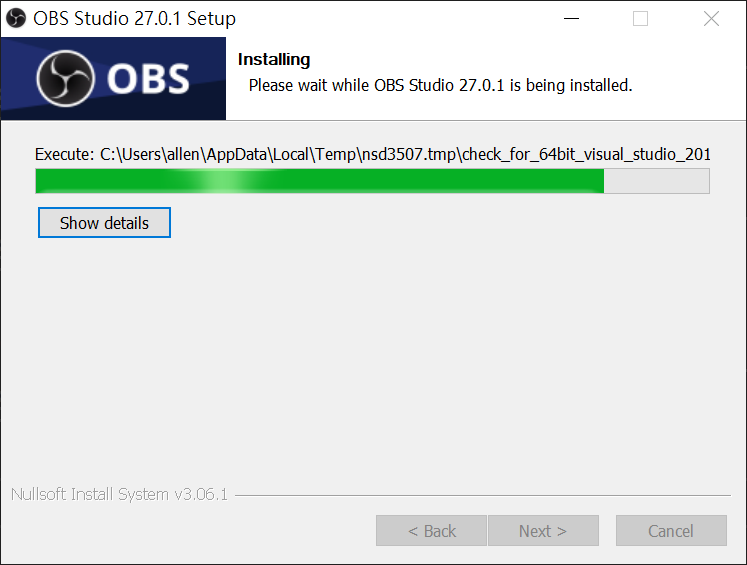 OBS Studio 27.0.1 Setup
OBS
Installing
Please wait while OBS Studio 27.0.1 is being installed.
Execute: C:\Users\allen\AppData\Local\Temp\nsd3507.tmp\check_for_64bit_visual_studio_201
Show details
Nullsoft Install System v3.06.1
< Back
Next >
Cancel